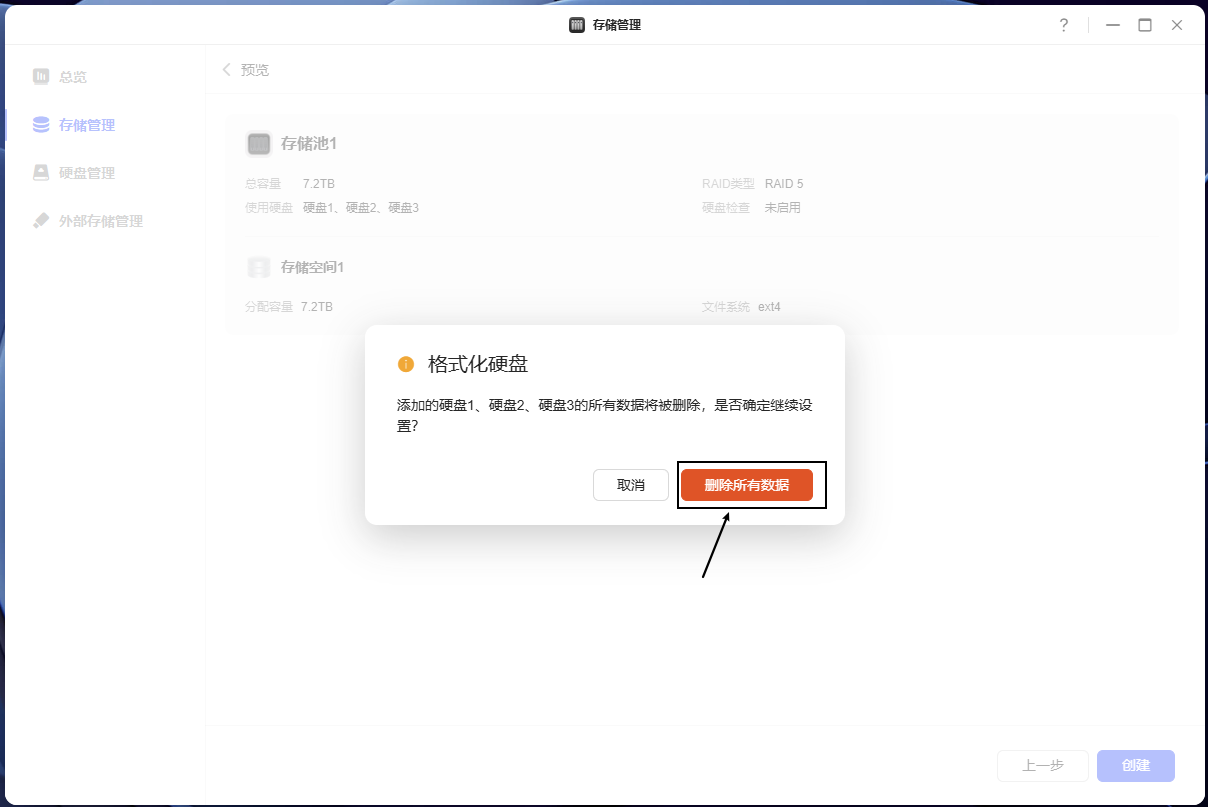 存储管理
?
总览
存储管理
硬盘管理
外部存储管理
预览
存储池1
总容量 7.2TB
RAID类型 RAID 5
使用硬盘 硬盘1、硬盘2、硬盘3
硬盘检查 未启用
存储空间1
分配容量 7.2TB
文件系统 ext4
格式化硬盘
添加的硬盘1、硬盘2、硬盘3的所有数据将被删除，是否确定继续设
置?
取消
删除所有数据
上一步
创建